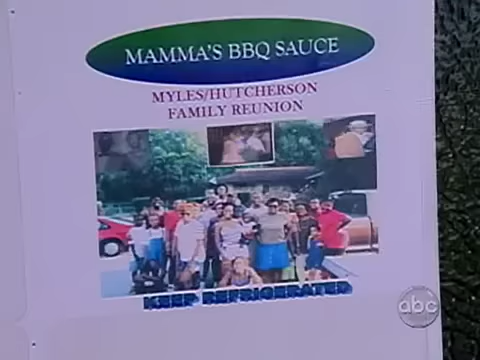 MAMMA'S BBQ SAUCE
MYLES/HUTCHERSON
FAMILY REUNION
KEEP REFRIGERATED
abc